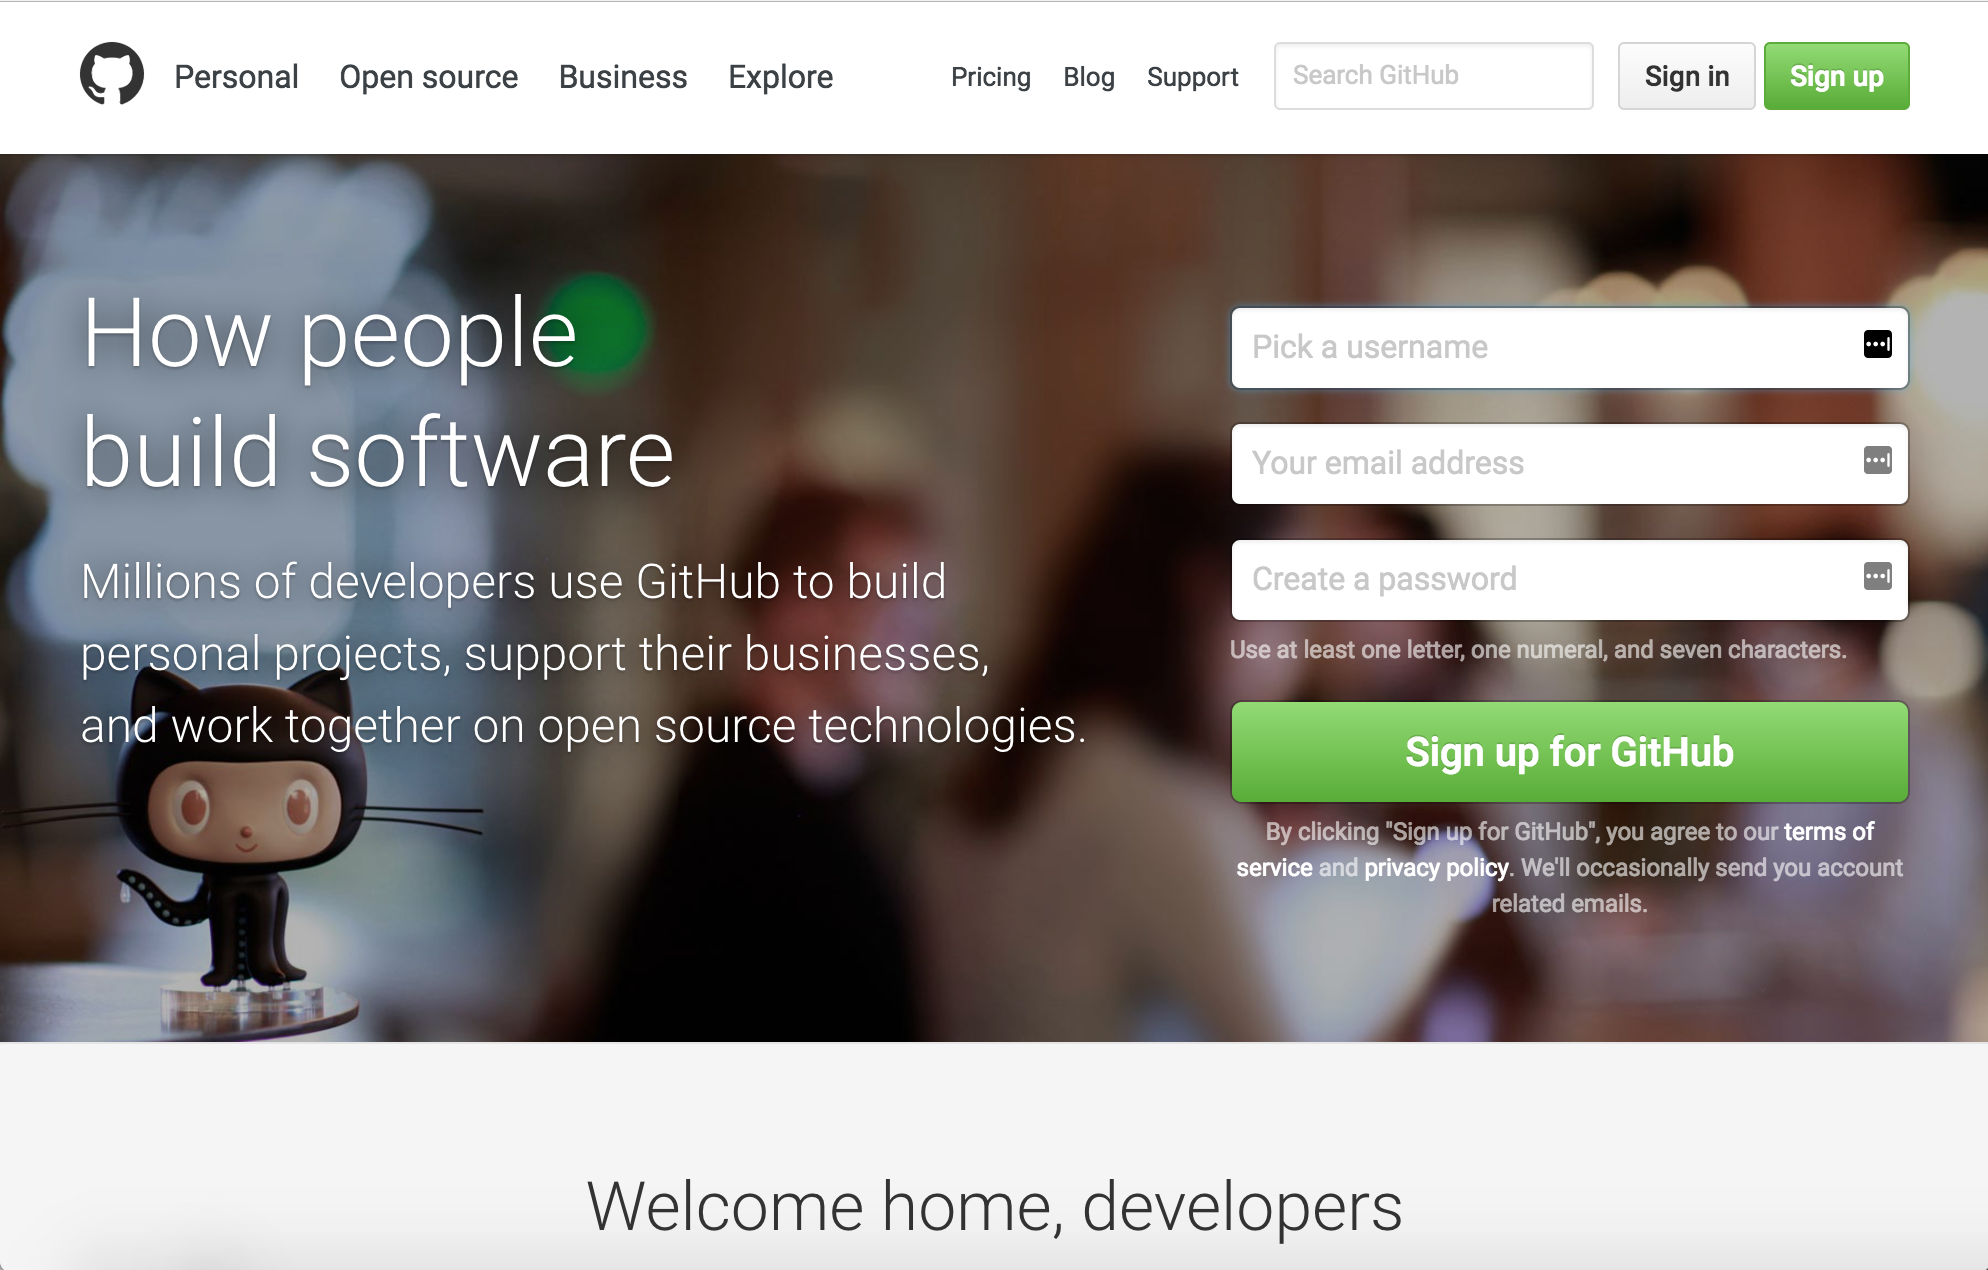 Personal Open source Business Explore Pricing Blog Support Search GitHub Sign in Sign up
How people
build software
Millions of developers use GitHub to build
personal projects, support their businesses,
and work together on open source technologies.
Pick a username
Your email address
Create a password
Use at least one letter, one numeral, and seven characters.
Sign up for GitHub
By clicking "Sign up for GitHub", you agree to our terms of
service and privacy policy. We'll occasionally send you account
related emails.
Welcome home, developers